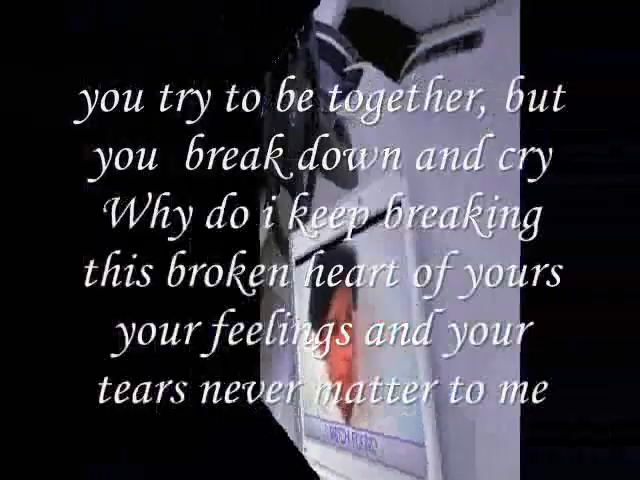 you try to be together, but
you break down and cry
Why do i keep breaking
this broken heart of yours
your feelings and your
tears never matter to me